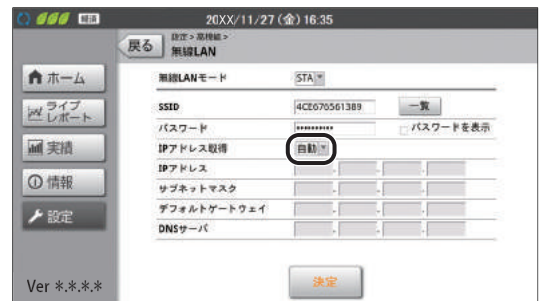 経済
20XX/11/27 (金) 16:35
戻る
設定 > 高機能 >
無線LAN
ホーム
ライブ
レポート
実績
情報
設定
Ver *.*.*.*
無線LANモード STA
SSID 4CE676561389 一覧
パスワード •••••••••• パスワードを表示
IPアドレス取得 自動
IPアドレス . . .
サブネットマスク . . .
デフォルトゲートウェイ . . .
DNSサーバ . . .
決定